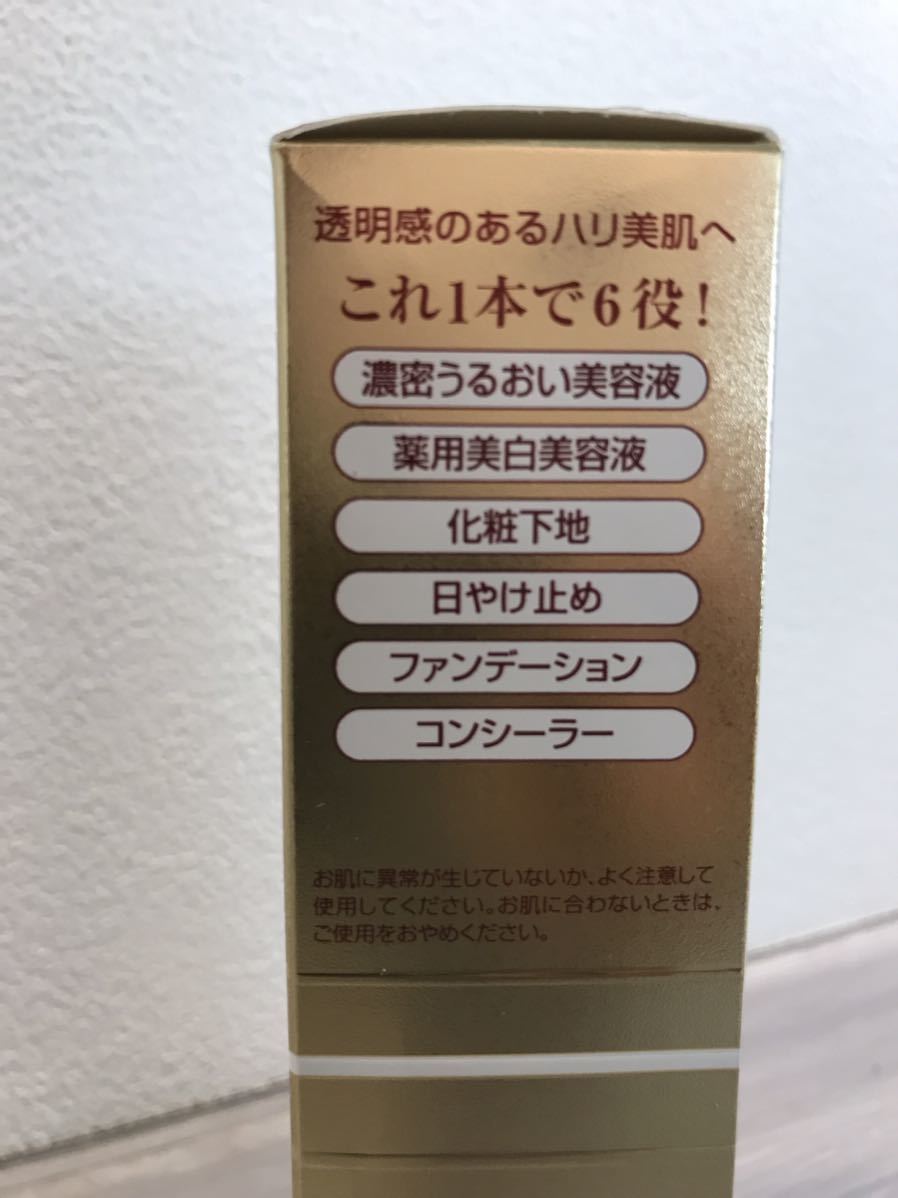 透明感のあるハリ美肌へ
これ1本で6役!
濃密うるおい美容液
薬用美白美容液
化粧下地
日やけ止め
ファンデーション
コンシーラー
お肌に異常が生じていないか、よく注意して
使用してください。お肌に合わないときは、
ご使用をおやめください。